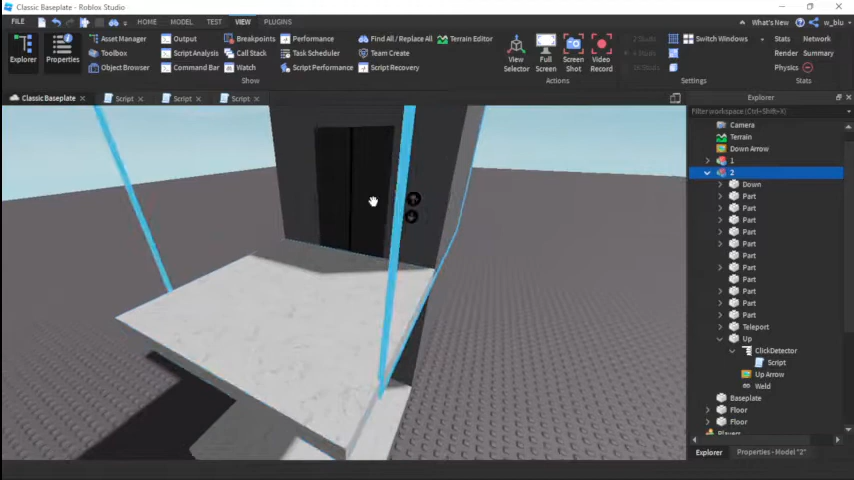 Classic Baseplate - Roblox Studio
FILE HOME MODEL TEST VIEW PLUGINS What's New w_blu
Explorer Properties Asset Manager Output Breakpoints Performance Find All / Replace All Terrain Editor
Toolbox Script Analysis Call Stack Task Scheduler Team Create
Object Browser Command Bar Watch Script Performance Script Recovery
Show
View Selector Full Screen Screen Shot Video Record
Actions
Switch Windows
Settings
Stats Network
Render Summary
Physics
Stats
Classic Baseplate Script Script Script
Explorer
Filter workspace (Ctrl+Shift+X)
Camera
Terrain
Down Arrow
1
2
Down
Part
Part
Part
Part
Part
Part
Part
Part
Part
Part
Part
Teleport
Up
ClickDetector
Script
Up Arrow
Weld
Baseplate
Floor
Floor
Players
Explorer Properties - Model "2"